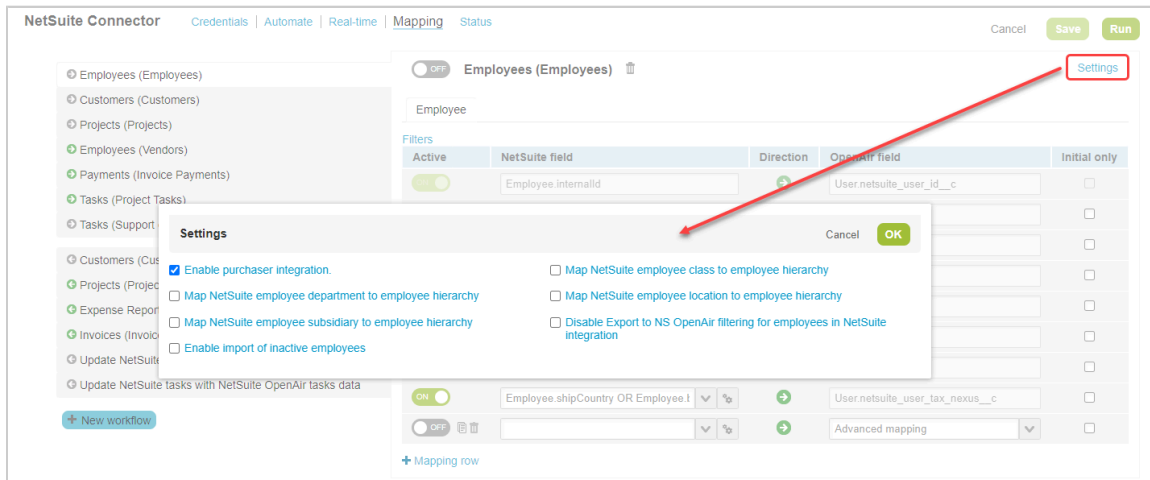 NetSuite Connector
Credentials | Automate | Real-time | Mapping Status
Cancel Save Run
Employees (Employees)
Customers (Customers)
Projects (Projects)
Employees (Vendors)
Payments (Invoice Payments)
Tasks (Project Tasks)
Tasks (Support
Customers (Cus
Projects (Projec
Expense Repor
Invoices (Invoic
Update NetSuite
Update NetSuite tasks with NetSuite OpenAir tasks data
+ New workflow
OFF Employees (Employees) Settings
Employee
Filters
Active NetSuite field Direction OpenAir field Initial only
ON Employee.internalId User.netsuite_user_id__c
Settings Cancel OK
Enable purchaser integration. Map NetSuite employee class to employee hierarchy
Map NetSuite employee department to employee hierarchy Map NetSuite employee location to employee hierarchy
Map NetSuite employee subsidiary to employee hierarchy Disable Export to NS OpenAir filtering for employees in NetSuite
integration
Enable import of inactive employees
ON Employee.shipCountry OR Employee.t User.netsuite_user_tax_nexus__c
OFF Advanced mapping
+ Mapping row